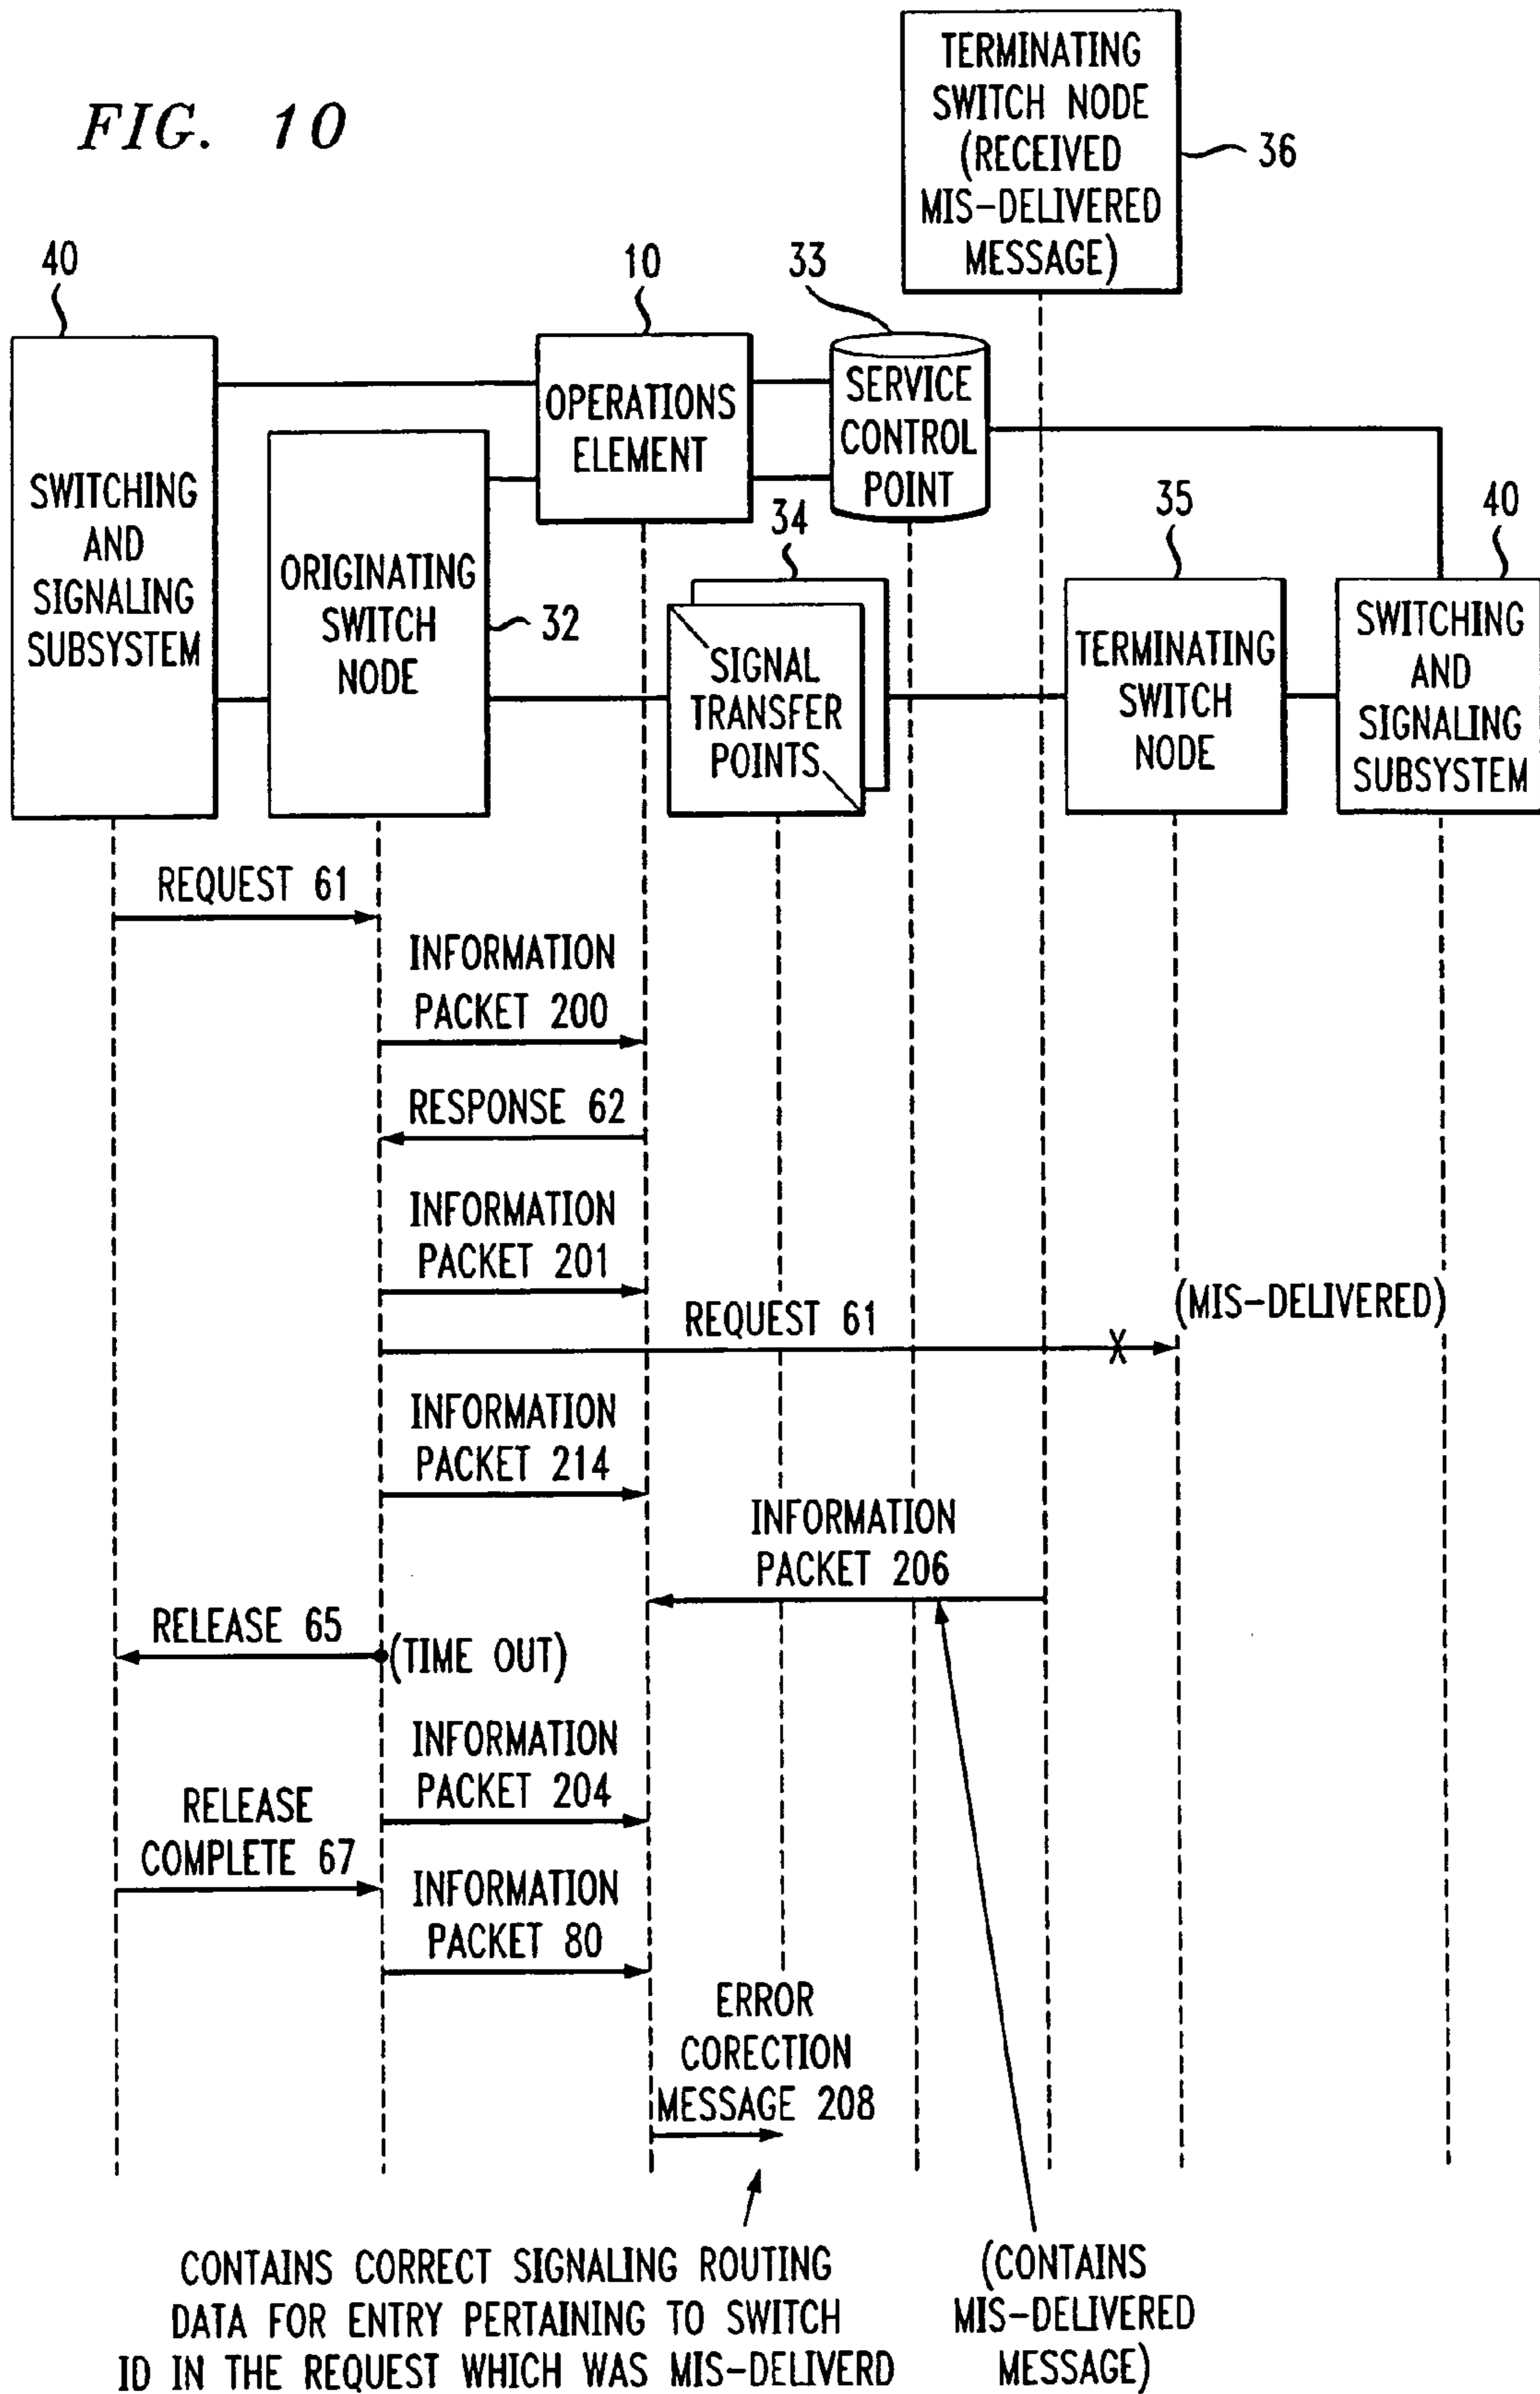 FIG. 10
TERMINATING
SWITCH NODE
(RECEIVED
MIS-DELIVERED
MESSAGE)
36
40
10
33
SWITCHING
AND
SIGNALING
SUBSYSTEM
ORIGINATING
SWITCH
NODE
32
OPERATIONS
ELEMENT
SERVICE
CONTROL
POINT
34
SIGNAL
TRANSFER
POINTS
35
TERMINATING
SWITCH
NODE
40
SWITCHING
AND
SIGNALING
SUBSYSTEM
REQUEST 61
INFORMATION
PACKET 200
RESPONSE 62
INFORMATION
PACKET 201
(MIS-DELIVERED)
REQUEST 61
X
INFORMATION
PACKET 214
INFORMATION
PACKET 206
RELEASE 65
(TIME OUT)
INFORMATION
PACKET 204
RELEASE
COMPLETE 67
INFORMATION
PACKET 80
ERROR
CORECTION
MESSAGE 208
CONTAINS CORRECT SIGNALING ROUTING
DATA FOR ENTRY PERTAINING TO SWITCH
ID IN THE REQUEST WHICH WAS MIS-DELIVERD
(CONTAINS
MIS-DELIVERED
MESSAGE)